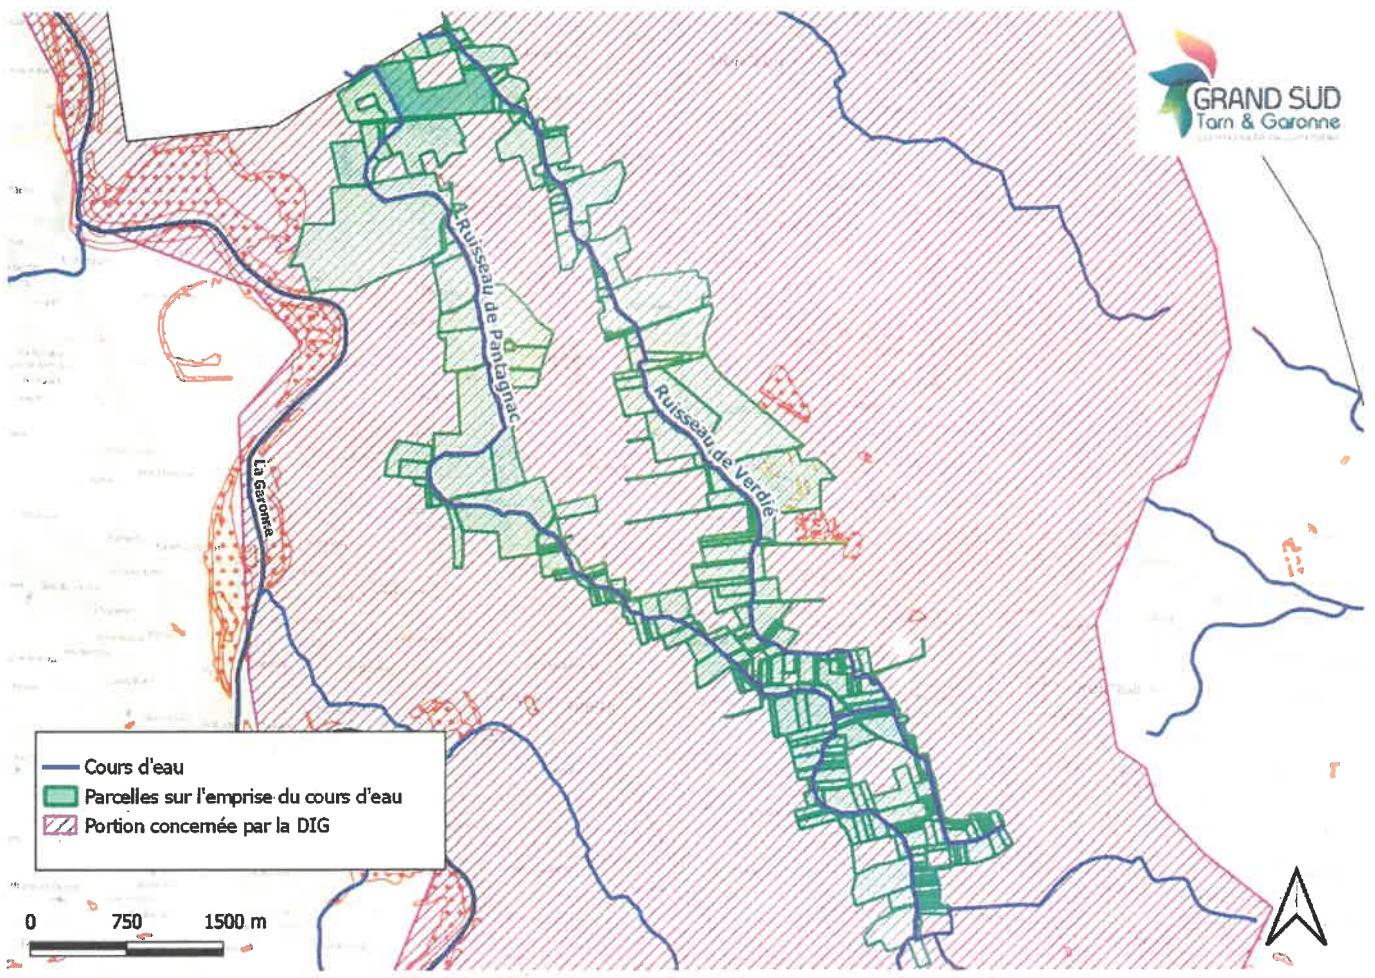 GRAND SUD
Tarn & Garonne
Ruisseau de Pantagnac
Ruisseau de Verdié
La Garonne
Cours d'eau
Parcelles sur l'emprise du cours d'eau
Portion concernée par la DIG
0 750 1500 m